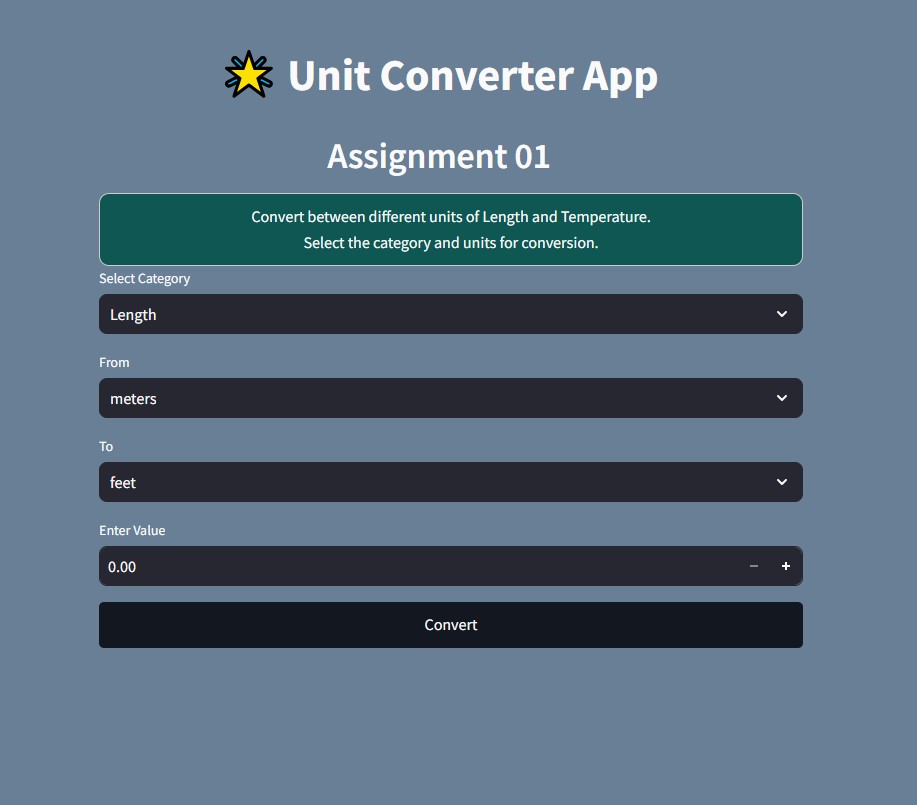 Unit Converter App
Assignment 01
Convert between different units of Length and Temperature.
Select the category and units for conversion.
Select Category
Length
From
meters
To
feet
Enter Value
0.00
Convert